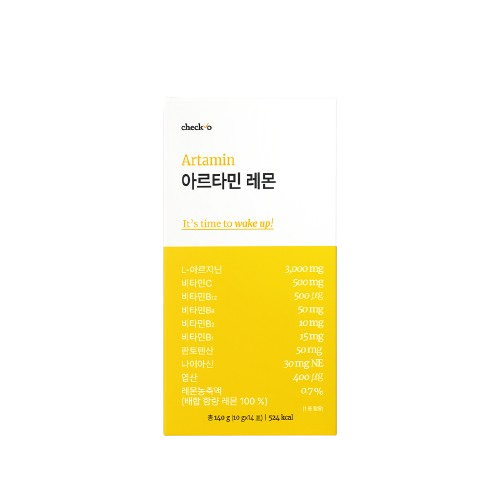 check✓o
Artamin
아르타민 레몬
It's time to wake up!
L-아르지닌 3,000 mg
비타민C 500 mg
비타민B₁₂ 500 μg
비타민B₆ 50 mg
비타민B₂ 10 mg
비타민B₁ 15 mg
판토텐산 50 mg
나이아신 30 mg NE
엽산 400 μg
레몬농축액 0.7 %
(배합 함량 레몬 100 %)
총 140 g (10 gx14 포) | 524 kcal